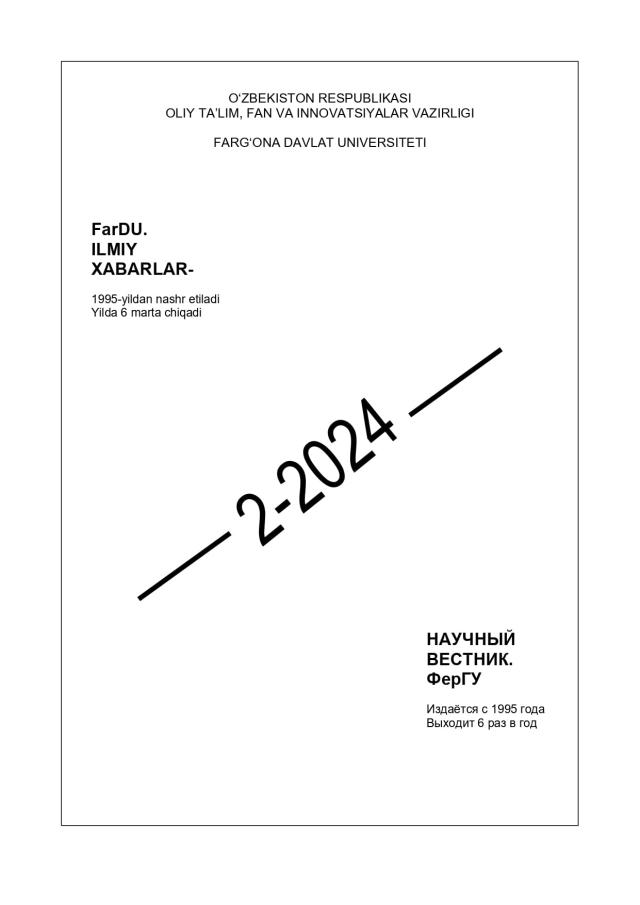 O‘ZBEKISTON RESPUBLIKASI
OLIY TA’LIM, FAN VA INNOVATSIYALAR VAZIRLIGI
FARG‘ONA DAVLAT UNIVERSITETI
FarDU.
ILMIY
XABARLAR-
1995-yildan nashr etiladi
Yilda 6 marta chiqadi
2-2024
НАУЧНЫЙ
ВЕСТНИК.
ФерГУ
Издаётся с 1995 года
Выходит 6 раз в год